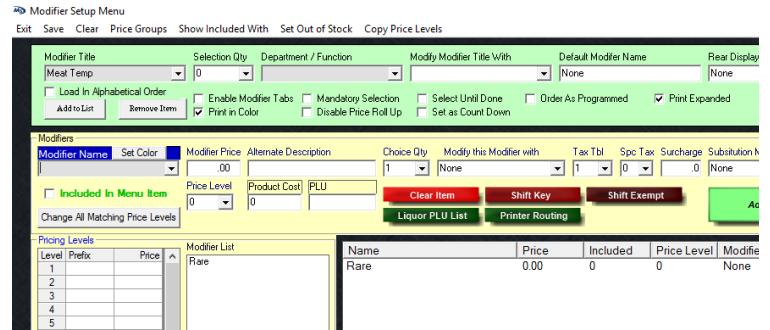 Modifier Setup Menu
Exit Save Clear Price Groups Show Included With Set Out of Stock Copy Price Levels
Modifier Title Selection Qty Department / Function Modify Modifier Title With Default Modifer Name Rear Display
Meat Temp 0 None None
Load In Alphabetical Order
Enable Modifier Tabs Mandatory Selection Select Until Done Order As Programmed Print Expanded
Add to List Remove Item
Print in Color Disable Price Roll Up Set as Count Down
Modifiers
Modifier Name Set Color Modifier Price Alternate Description Choice Qty Modify this Modifier with Tax Tbl Spc Tax Surcharge Subsitution N
.00 1 None 1 0 .0 None
Included In Menu Item Price Level Product Cost PLU Clear Item Shift Key Shift Exempt
0 0
Change All Matching Price Levels Liquor PLU List Printer Routing Ad
Pricing Levels
Level Prefix Price Modifier List Name Price Included Price Level Modifie
Rare Rare 0.00 0 0 None
1
2
3
4
5